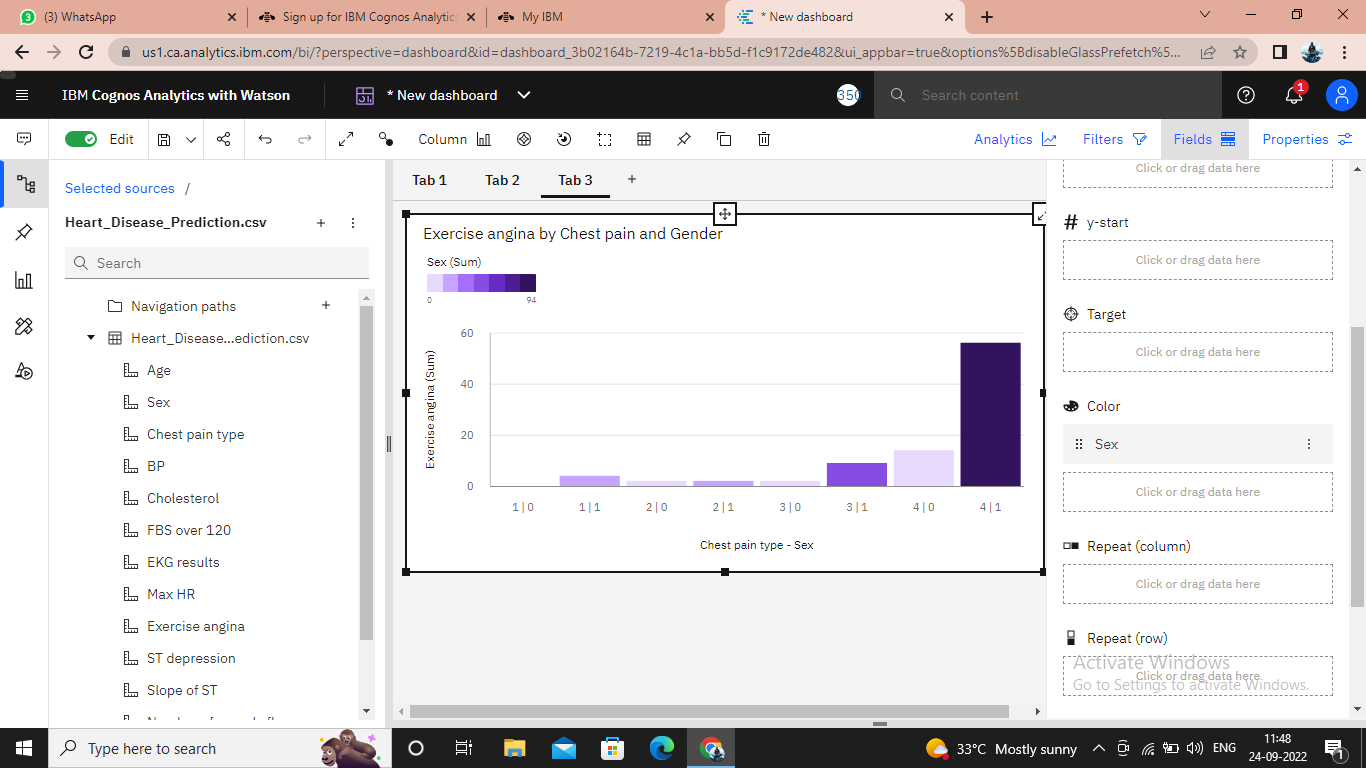 (3) WhatsApp
Sign up for IBM Cognos Analytics
My IBM
* New dashboard
us1.ca.analytics.ibm.com/bi/?perspective=dashboard&id=dashboard_3b02164b-7219-4c1a-bb5d-f1c9172de482&ui_appbar=true&options%5BdisableGlassPrefetch%5...
IBM Cognos Analytics with Watson
* New dashboard
350
Search content
1
Edit
Column
Analytics
Filters
Fields
Properties
Selected sources /
Heart_Disease_Prediction.csv
Search
Navigation paths
Heart_Disease...ediction.csv
Age
Sex
Chest pain type
BP
Cholesterol
FBS over 120
EKG results
Max HR
Exercise angina
ST depression
Slope of ST
Tab 1
Tab 2
Tab 3
Exercise angina by Chest pain and Gender
Sex (Sum)
0
94
Exercise angina (Sum)
60
40
20
0
1 | 0
1 | 1
2 | 0
2 | 1
3 | 0
3 | 1
4 | 0
4 | 1
Chest pain type - Sex
Click or drag data here
y-start
Click or drag data here
Target
Click or drag data here
Color
Sex
Click or drag data here
Repeat (column)
Click or drag data here
Repeat (row)
Click or drag data here
Activate Windows
Go to Settings to activate Windows.
Type here to search
33°C Mostly sunny
ENG
11:48
24-09-2022
1